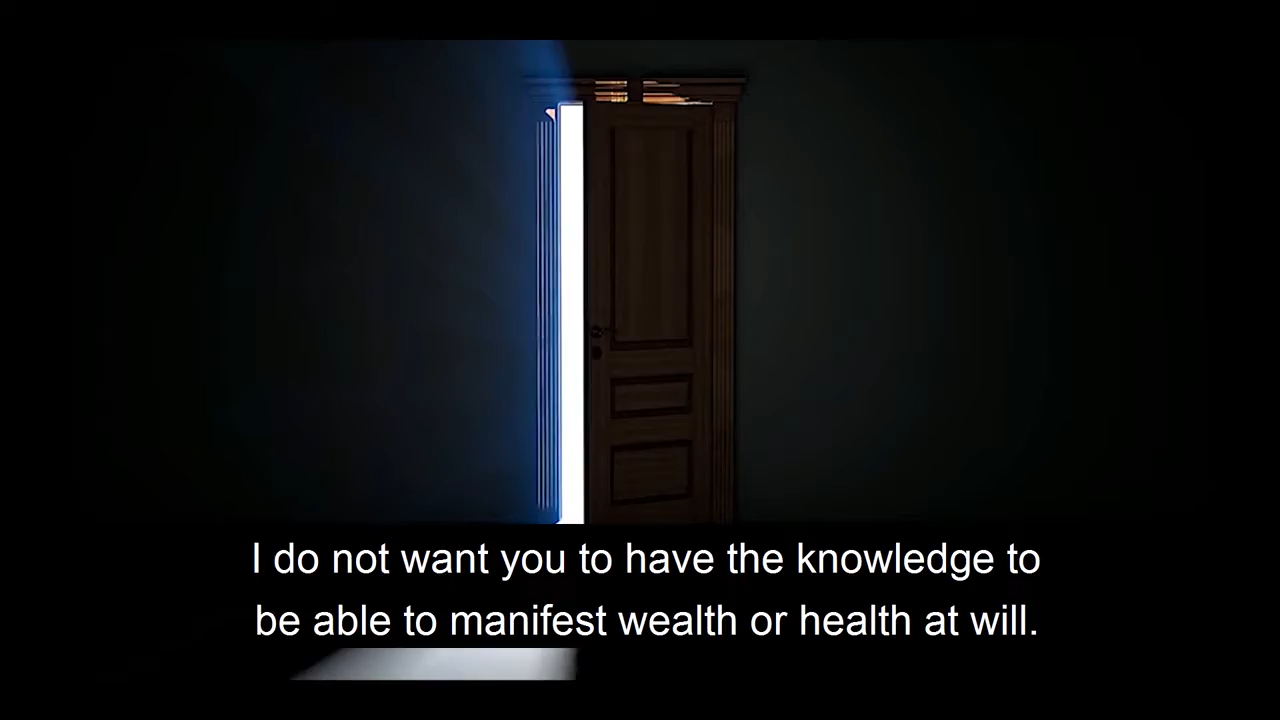 I do not want you to have the knowledge to
be able to manifest wealth or health at will.